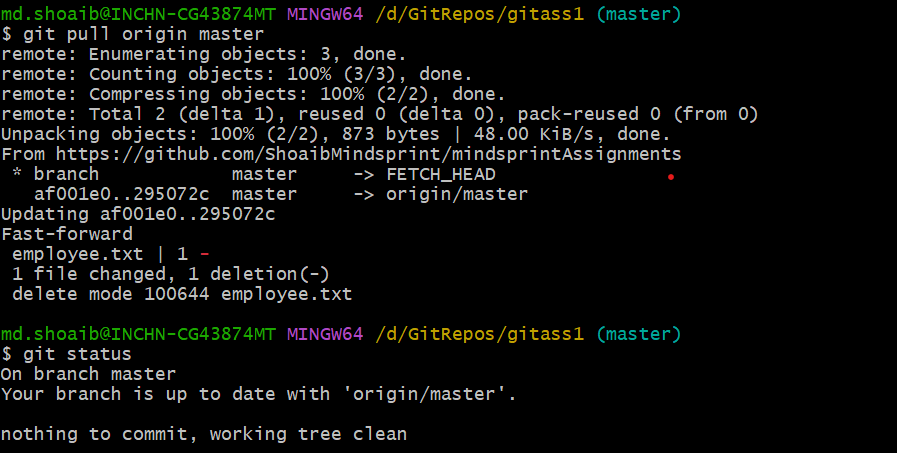 md.shoaib@INCHN-CG43874MT MINGW64 /d/GitRepos/gitass1 (master)
$ git pull origin master
remote: Enumerating objects: 3, done.
remote: Counting objects: 100% (3/3), done.
remote: Compressing objects: 100% (2/2), done.
remote: Total 2 (delta 1), reused 0 (delta 0), pack-reused 0 (from 0)
Unpacking objects: 100% (2/2), 873 bytes | 48.00 KiB/s, done.
From https://github.com/ShoaibMindsprint/mindsprintAssignments
 * branch            master     -> FETCH_HEAD
   af001e0..295072c  master     -> origin/master
Updating af001e0..295072c
Fast-forward
 employee.txt | 1 -
 1 file changed, 1 deletion(-)
 delete mode 100644 employee.txt

md.shoaib@INCHN-CG43874MT MINGW64 /d/GitRepos/gitass1 (master)
$ git status
On branch master
Your branch is up to date with 'origin/master'.

nothing to commit, working tree clean